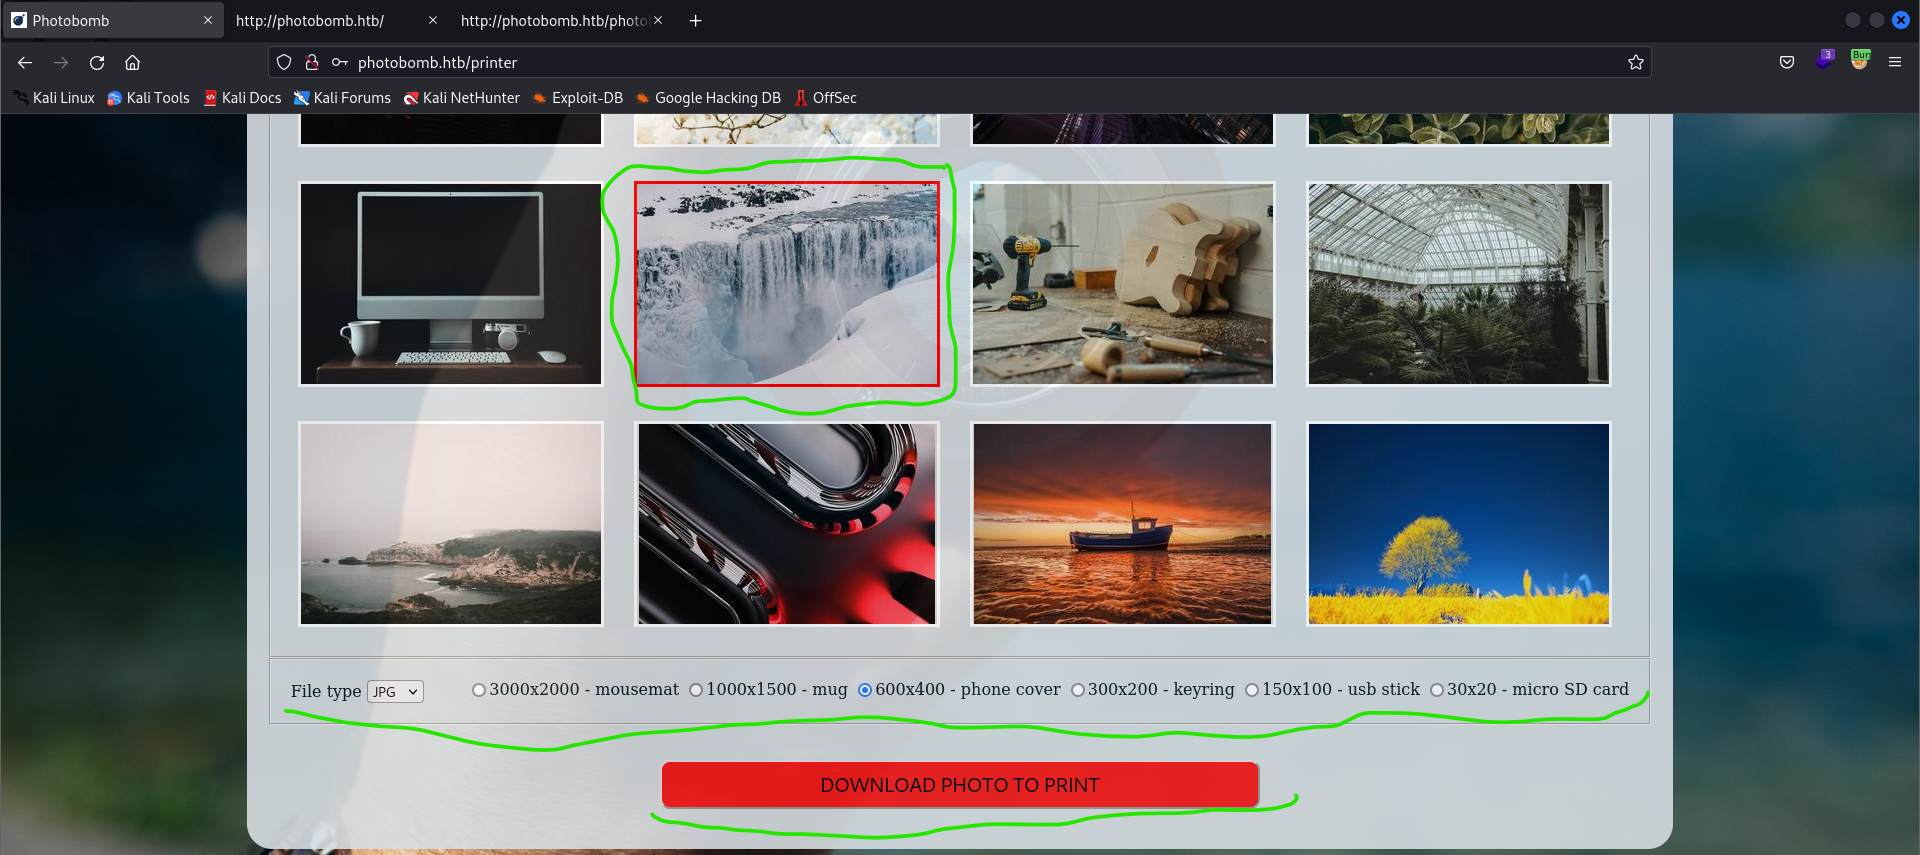 Photobomb
http://photobomb.htb/
http://photobomb.htb/photo
photobomb.htb/printer
3
Burp
Kali Linux
Kali Tools
Kali Docs
Kali Forums
Kali NetHunter
Exploit-DB
Google Hacking DB
OffSec
File type JPG 3000x2000 - mousemat 1000x1500 - mug 600x400 - phone cover 300x200 - keyring 150x100 - usb stick 30x20 - micro SD card
DOWNLOAD PHOTO TO PRINT